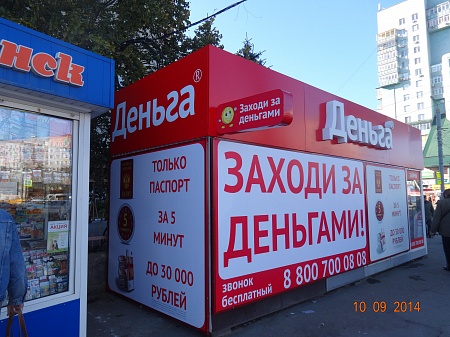 нск
Деньга®
Заходи за
деньгами
Деньга
ТОЛЬКО
ПАСПОРТ
ЗА 5
МИНУТ
ДО 30 000
РУБЛЕЙ
ЗАХОДИ ЗА
ДЕНЬГАМИ!
звонок
бесплатный
8 800 700 08 08
АКЦИЯ
10 09 2014